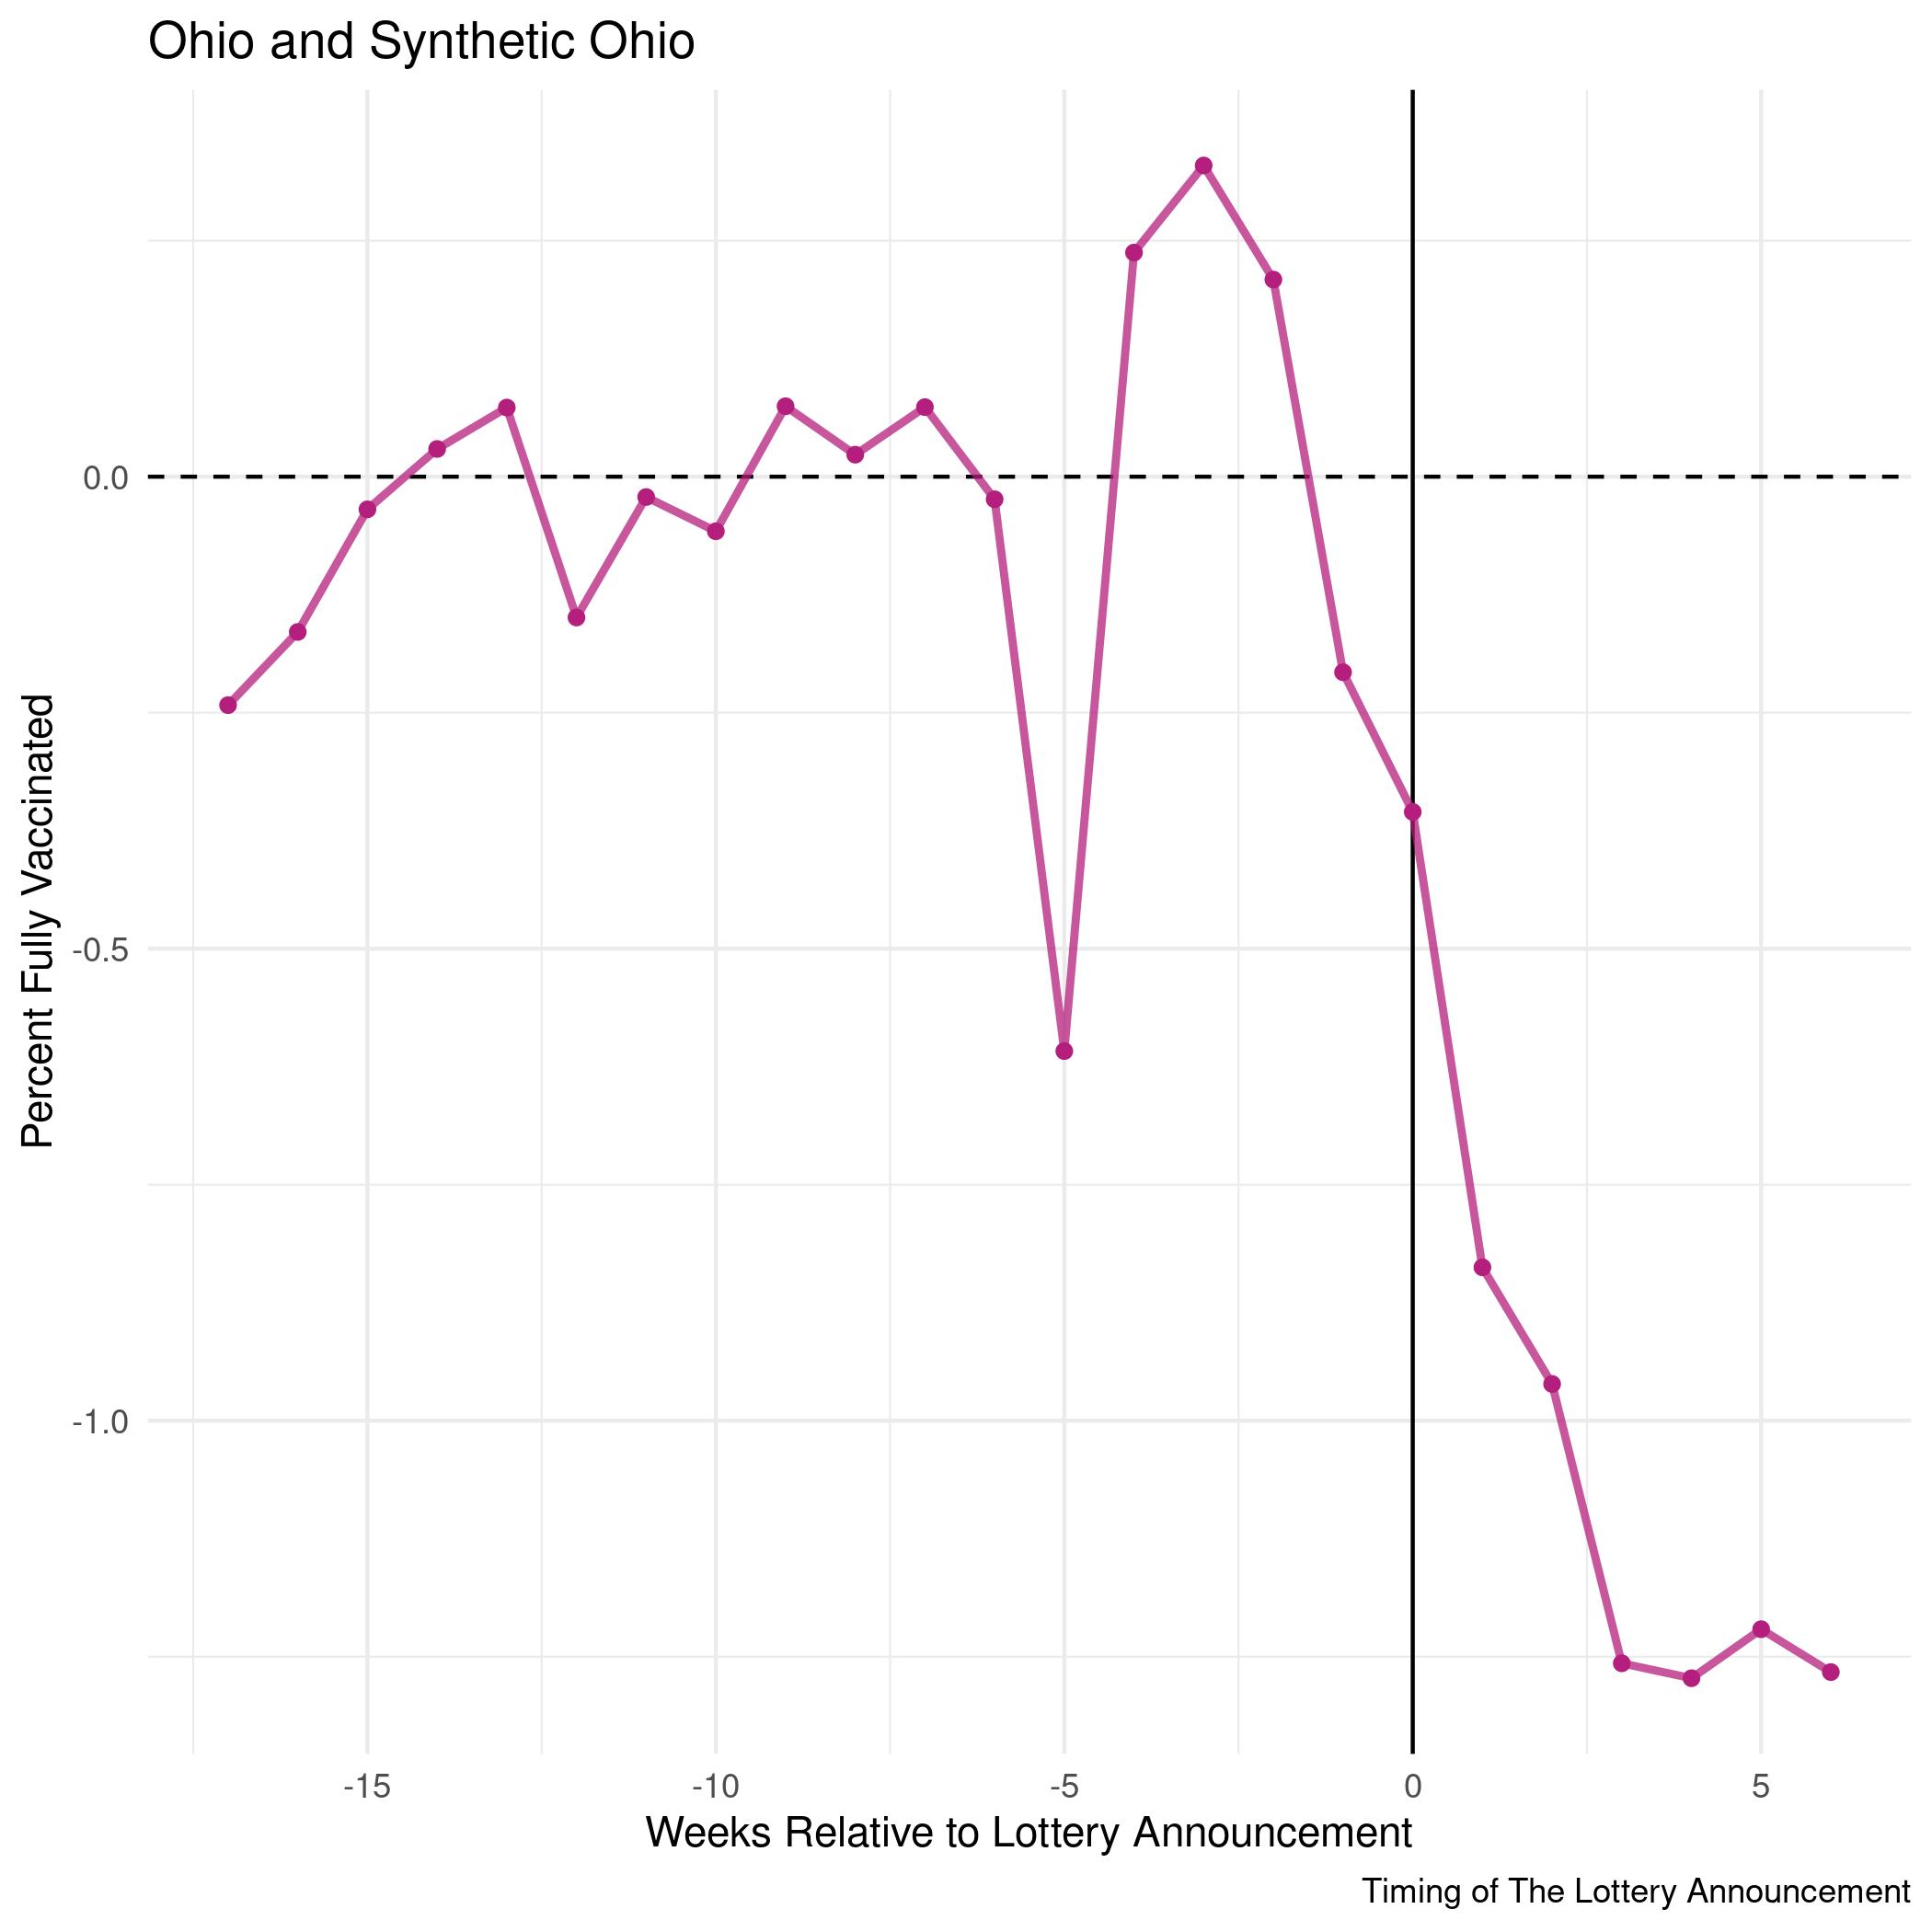 Ohio and Synthetic Ohio
Percent Fully Vaccinated
0.0
-0.5
-1.0
-15
-10
-5
0
5
Weeks Relative to Lottery Announcement
Timing of The Lottery Announcement